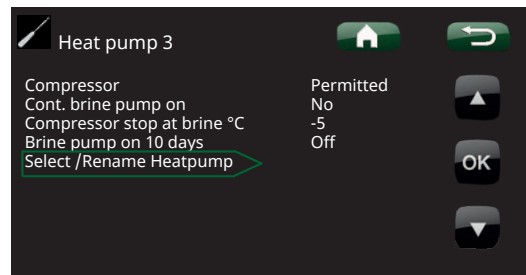 Heat pump 3
Compressor Permitted
Cont. brine pump on No
Compressor stop at brine °C -5
Brine pump on 10 days Off
Select /Rename Heatpump
OK